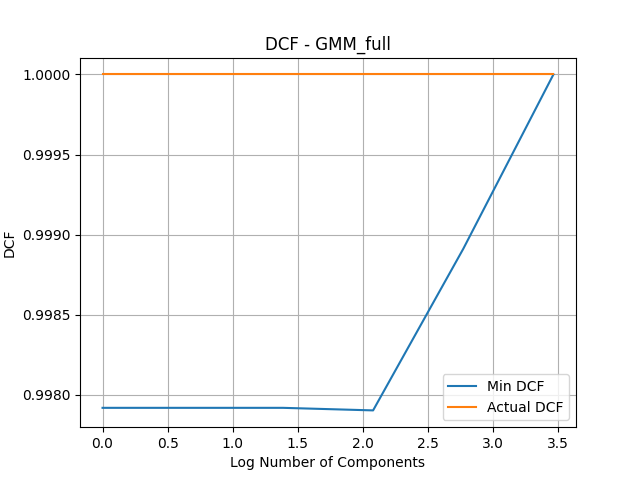 DCF - GMM_full
1.0000
0.9995
0.9990
0.9985
0.9980
DCF
Min DCF
Actual DCF
0.0 0.5 1.0 1.5 2.0 2.5 3.0 3.5
Log Number of Components